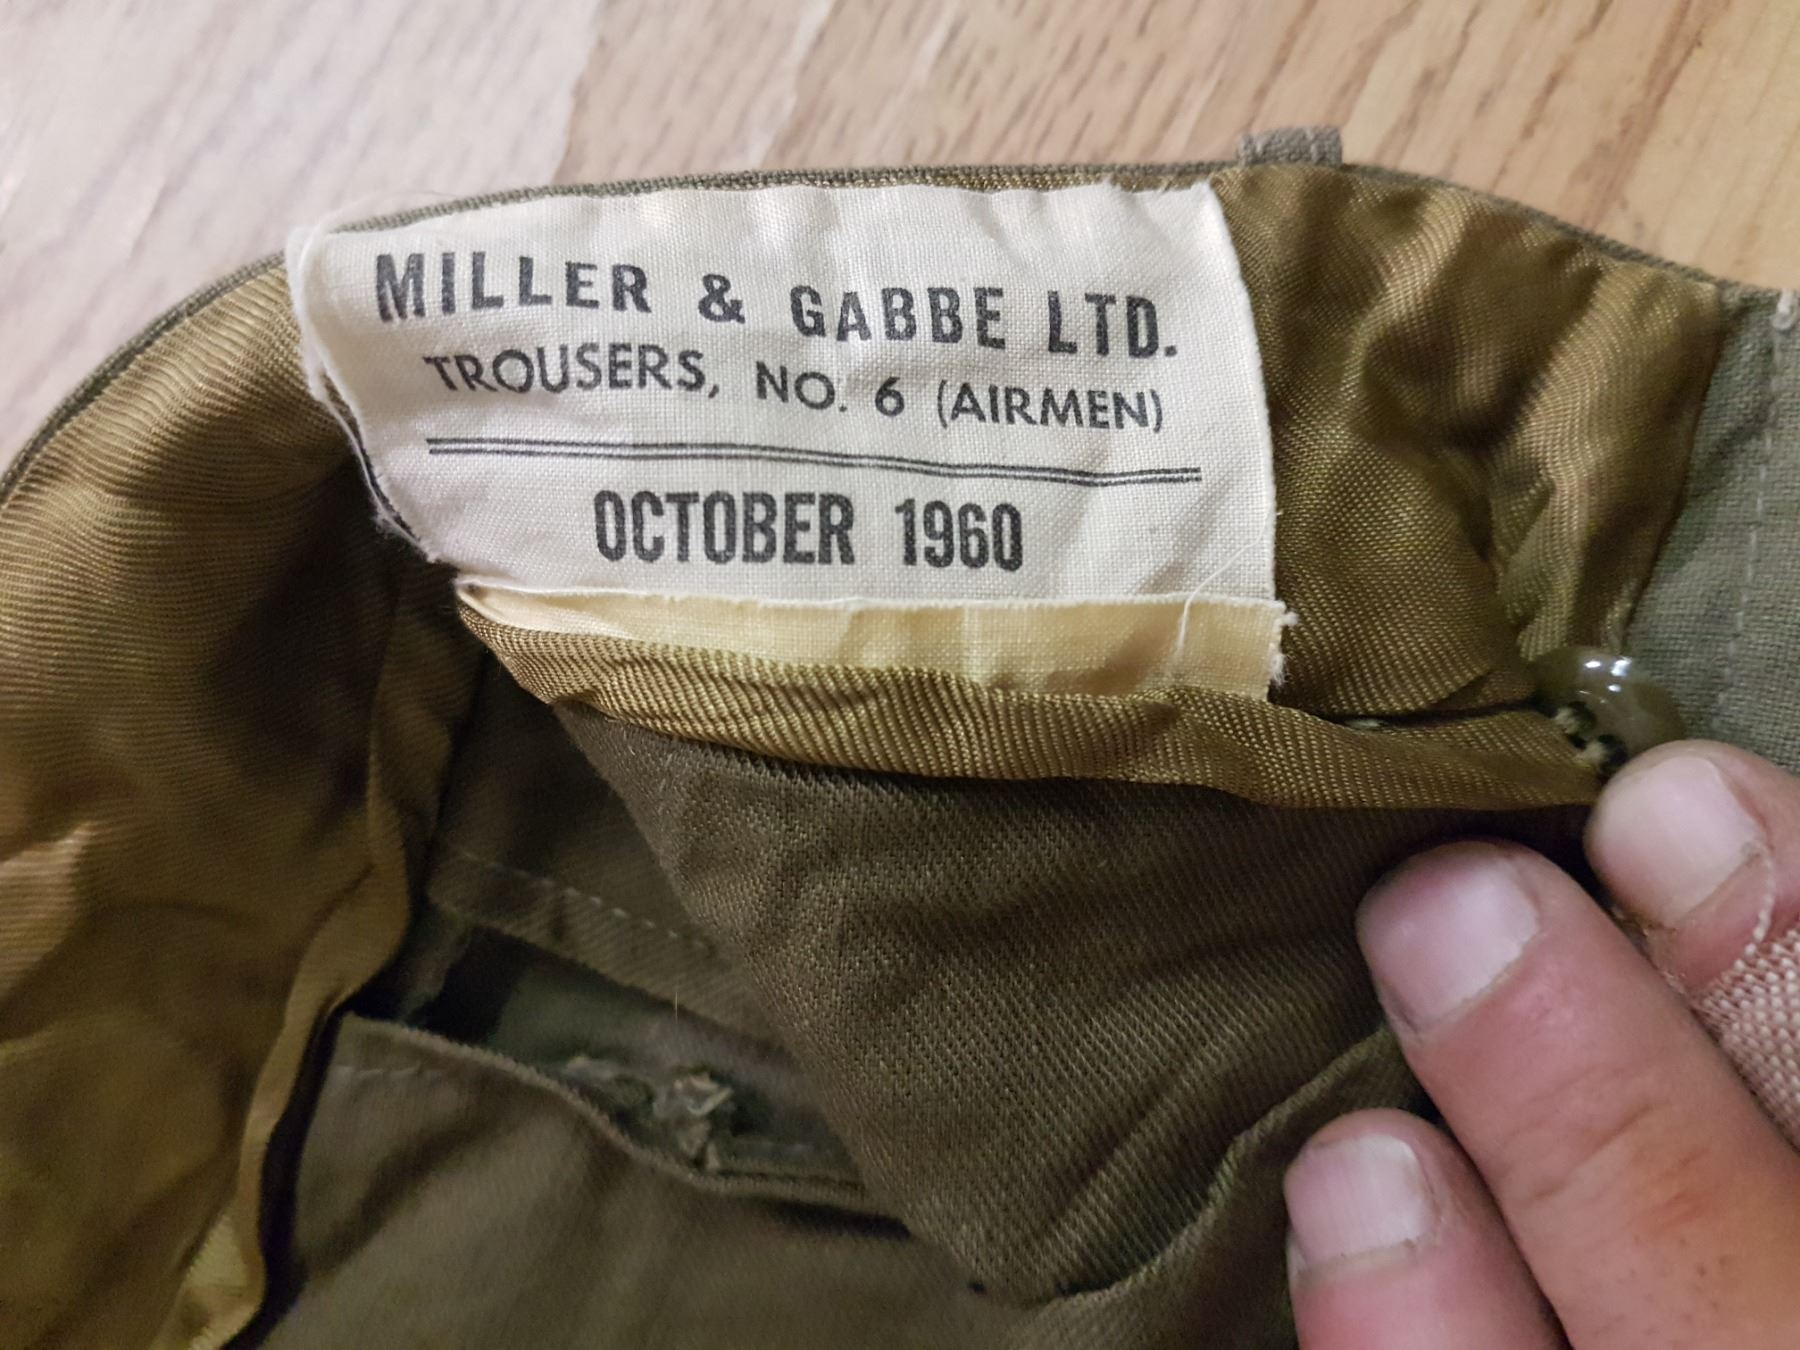 MILLER & GABBE LTD.
TROUSERS, NO. 6 (AIRMEN)
OCTOBER 1960